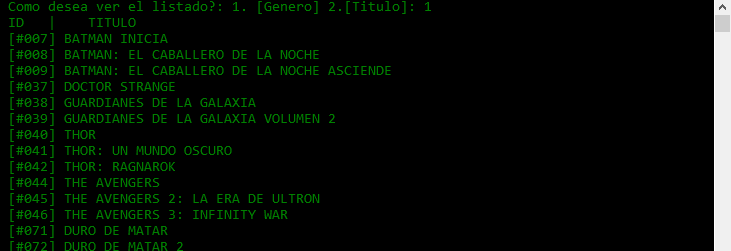 Como desea ver el listado?: 1. [Genero] 2.[Titulo]: 1
ID   |    TITULO
[#007] BATMAN INICIA
[#008] BATMAN: EL CABALLERO DE LA NOCHE
[#009] BATMAN: EL CABALLERO DE LA NOCHE ASCIENDE
[#037] DOCTOR STRANGE
[#038] GUARDIANES DE LA GALAXIA
[#039] GUARDIANES DE LA GALAXIA VOLUMEN 2
[#040] THOR
[#041] THOR: UN MUNDO OSCURO
[#042] THOR: RAGNAROK
[#044] THE AVENGERS
[#045] THE AVENGERS 2: LA ERA DE ULTRON
[#046] THE AVENGERS 3: INFINITY WAR
[#071] DURO DE MATAR
[#072] DURO DE MATAR 2